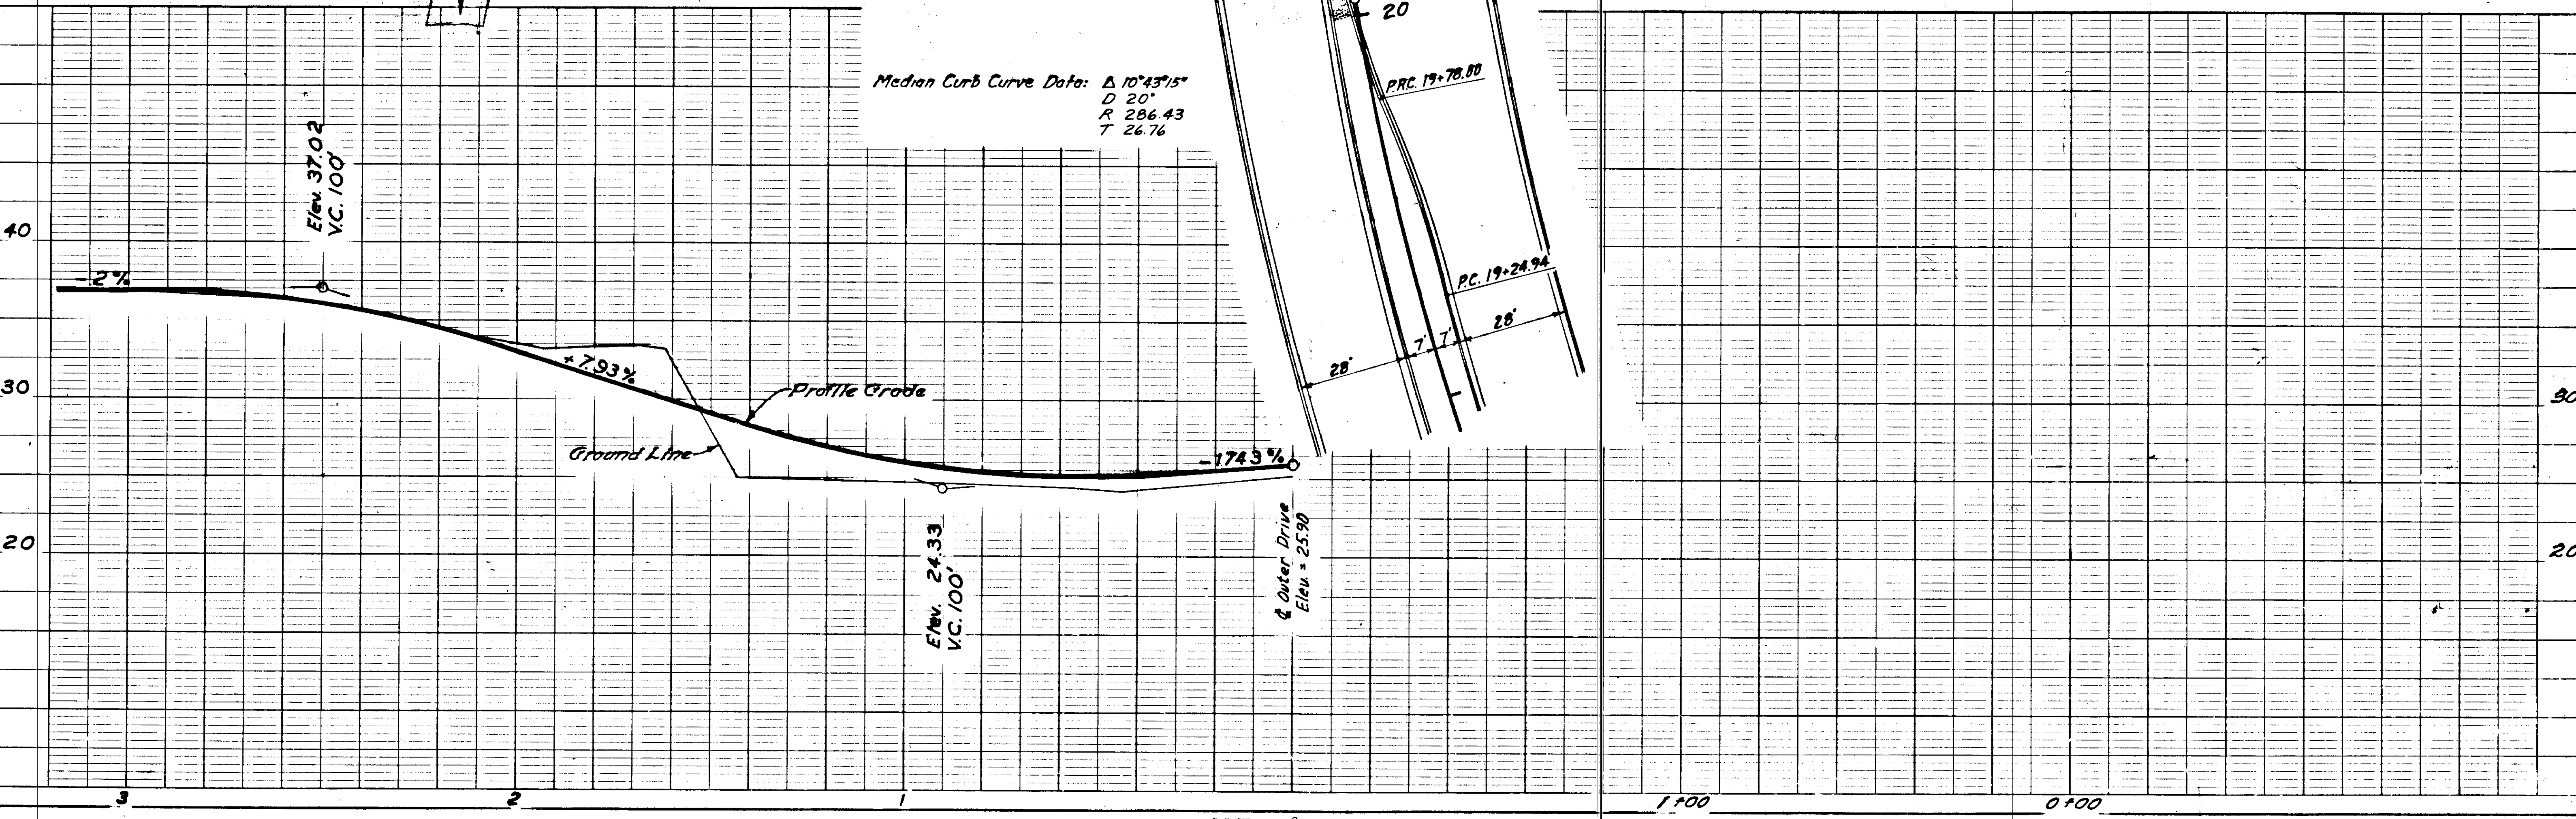 20
Median Curb Curve Data: Δ 10°43'15"
D 20°
R 286.43
T 26.76
P.R.C. 19+78.00
Elev. 37.02
V.C. 100'
40
-.2%
P.C. 19+24.94
28'
7'
7'
28'
+7.93%
30
Profile Grade
30
Ground Line
-1.743%
20
Elev. 24.33
V.C. 100'
℄ Outer Drive
Elev. = 25.90
20
3
2
1
1+00
0+00